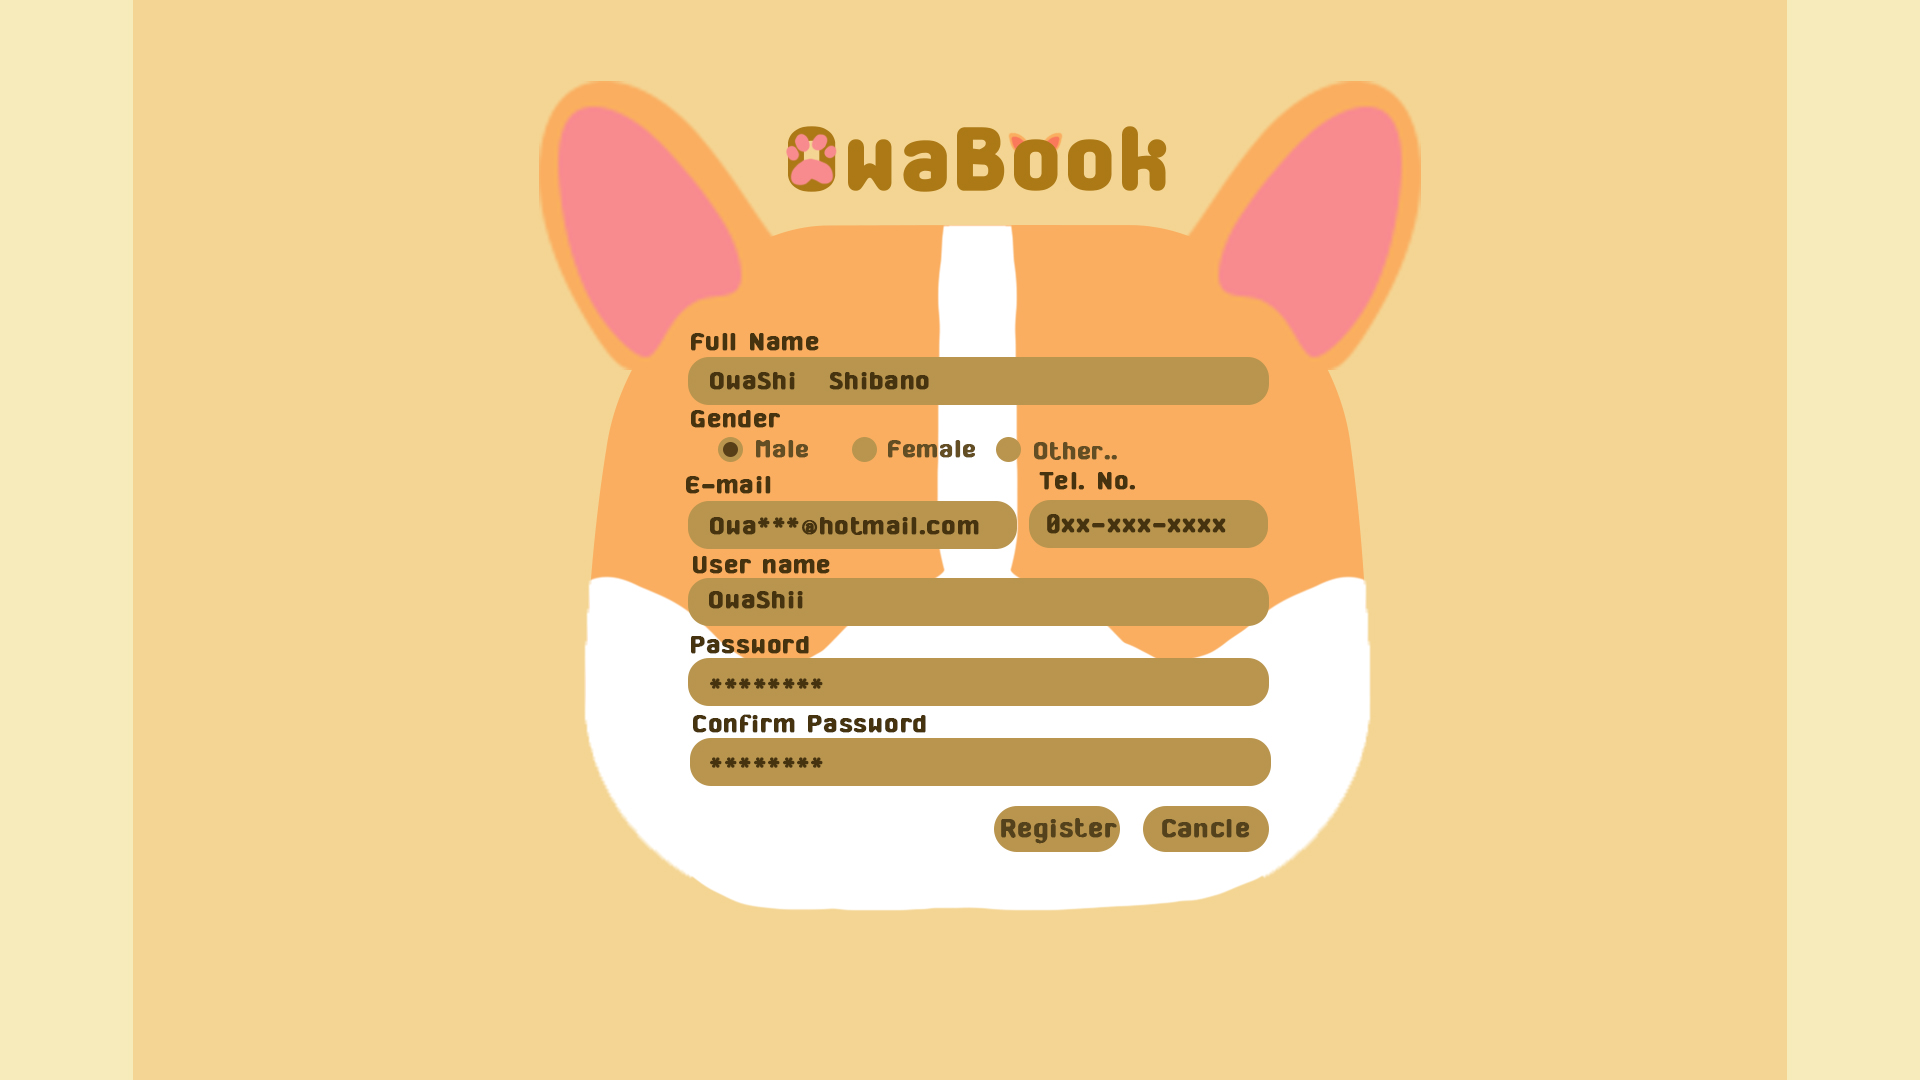 OwaBook
Full Name
OwaShi Shibano
Gender
Male Female Other..
E-mail Tel. No.
Owa***@hotmail.com 0xx-xxx-xxxx
User name
OwaShii
Password
********
Confirm Password
********
Register Cancle